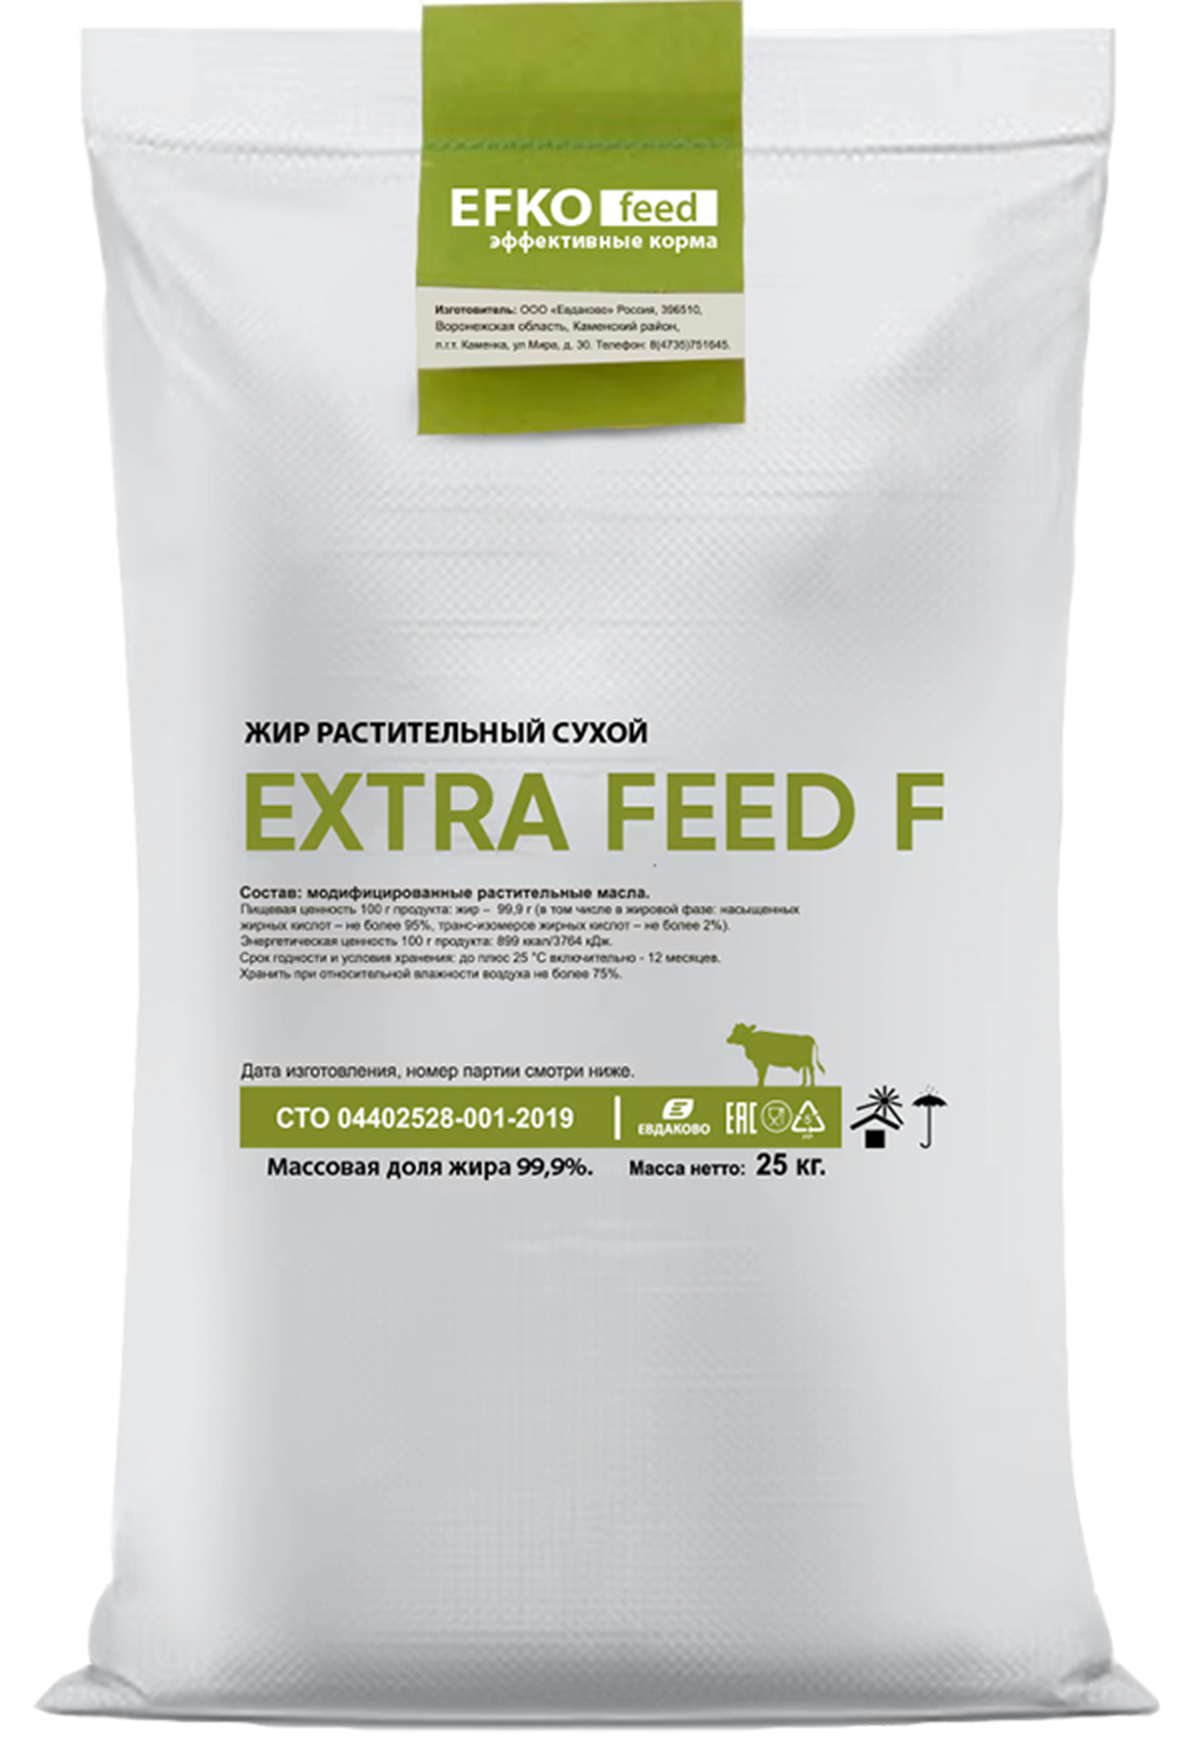 EFKO feed
эффективные корма
Изготовитель: ООО «Евдаково» Россия, 396510,
Воронежская область, Каменский район,
п.г.т. Каменка, ул Мира, д. 30. Телефон: 8(4735)751645.
ЖИР РАСТИТЕЛЬНЫЙ СУХОЙ
EXTRA FEED F
Состав: модифицированные растительные масла.
Пищевая ценность 100 г продукта: жир – 99,9 г (в том числе в жировой фазе: насыщенных
жирных кислот – не более 95%, транс-изомеров жирных кислот – не более 2%).
Энергетическая ценность 100 г продукта: 899 ккал/3764 кДж.
Срок годности и условия хранения: до плюс 25 °С включительно - 12 месяцев.
Хранить при относительной влажности воздуха не более 75%.
Дата изготовления, номер партии смотри ниже.
СТО 04402528-001-2019
ЕВДАКОВО
EAC
5
PP
Массовая доля жира 99,9%. Масса нетто: 25 кг.